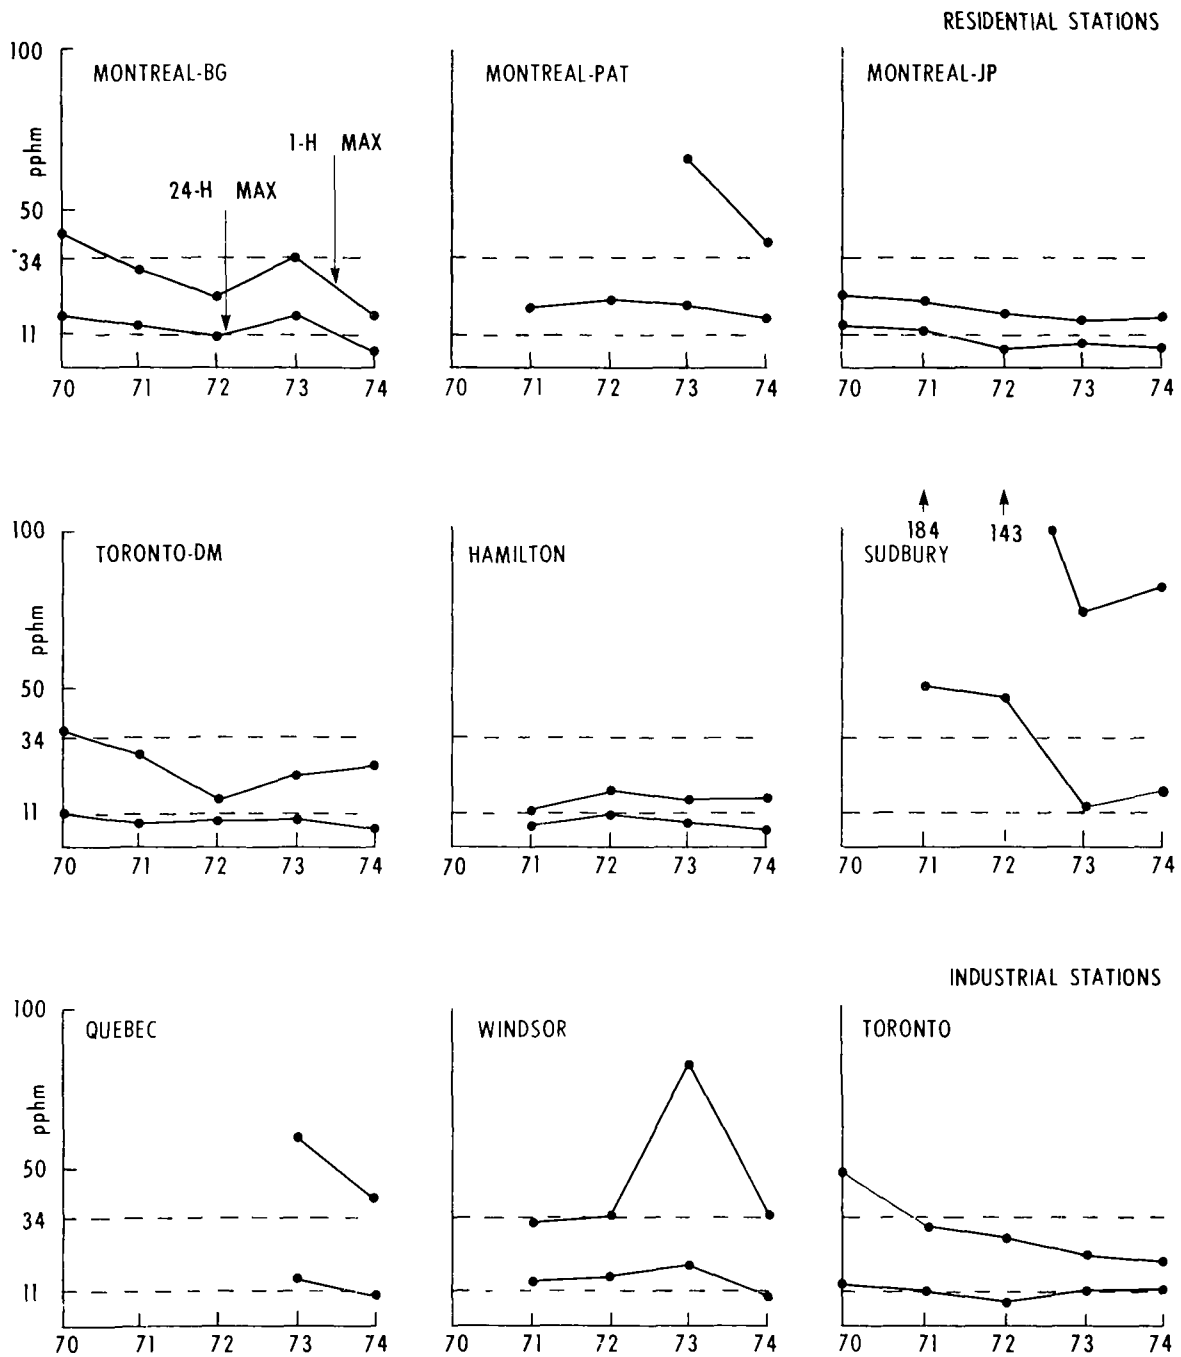 RESIDENTIAL STATIONS
100
MONTREAL-BG
MONTREAL-PAT
MONTREAL-JP
pphm
1-H MAX
24-H MAX
50
34
11
70 71 72 73 74
70 71 72 73 74
70 71 72 73 74
100
184
143
TORONTO-DM
HAMILTON
SUDBURY
pphm
50
34
11
70 71 72 73 74
70 71 72 73 74
70 71 72 73 74
INDUSTRIAL STATIONS
100
QUEBEC
WINDSOR
TORONTO
pphm
50
34
11
70 71 72 73 74
70 71 72 73 74
70 71 72 73 74